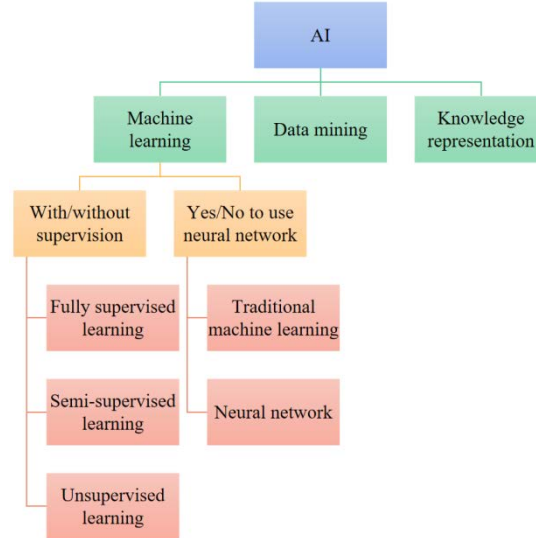 AI
Machine
learning
Data mining
Knowledge
representation
With/without
supervision
Yes/No to use
neural network
Fully supervised
learning
Semi-supervised
learning
Unsupervised
learning
Traditional
machine learning
Neural network